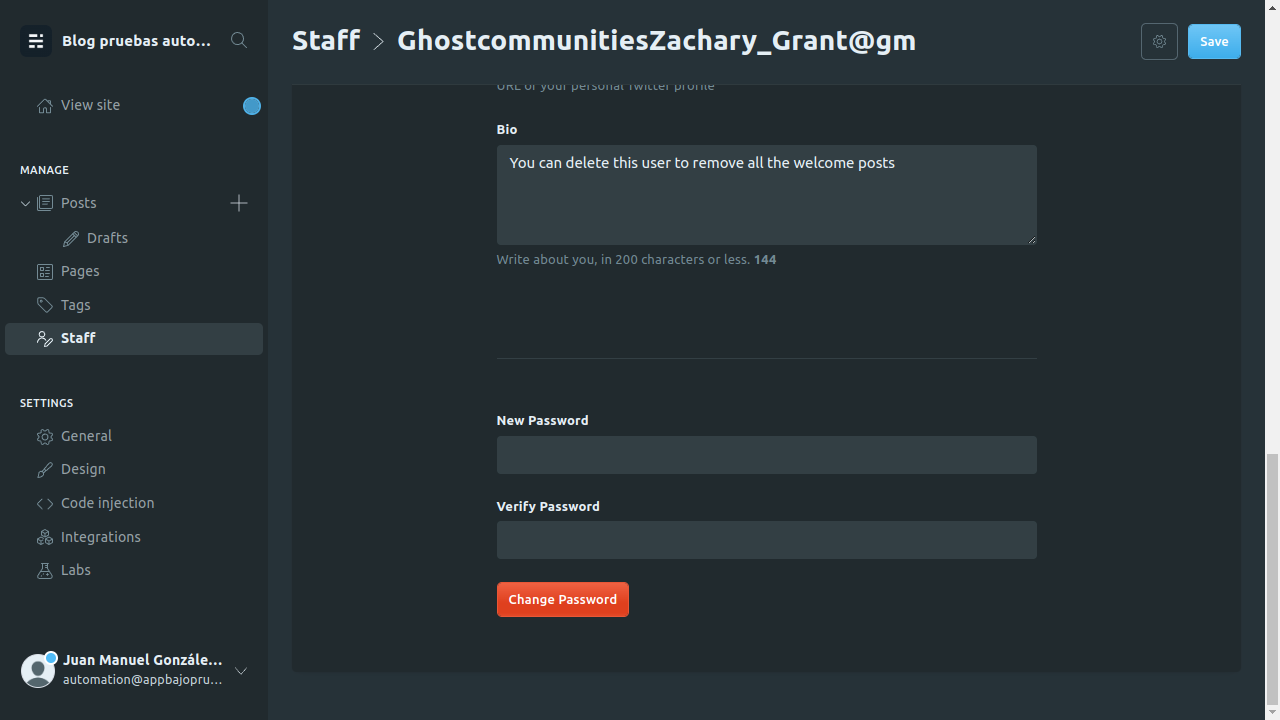 Blog pruebas auto...
Staff
GhostcommunitiesZachary_Grant@gm
Save
View site
URL of your personal Twitter profile
Bio
You can delete this user to remove all the welcome posts
Write about you, in 200 characters or less. 144
MANAGE
Posts
Drafts
Pages
Tags
Staff
SETTINGS
General
Design
Code injection
Integrations
Labs
New Password
Verify Password
Change Password
Juan Manuel Gonzále...
automation@appbajopru...